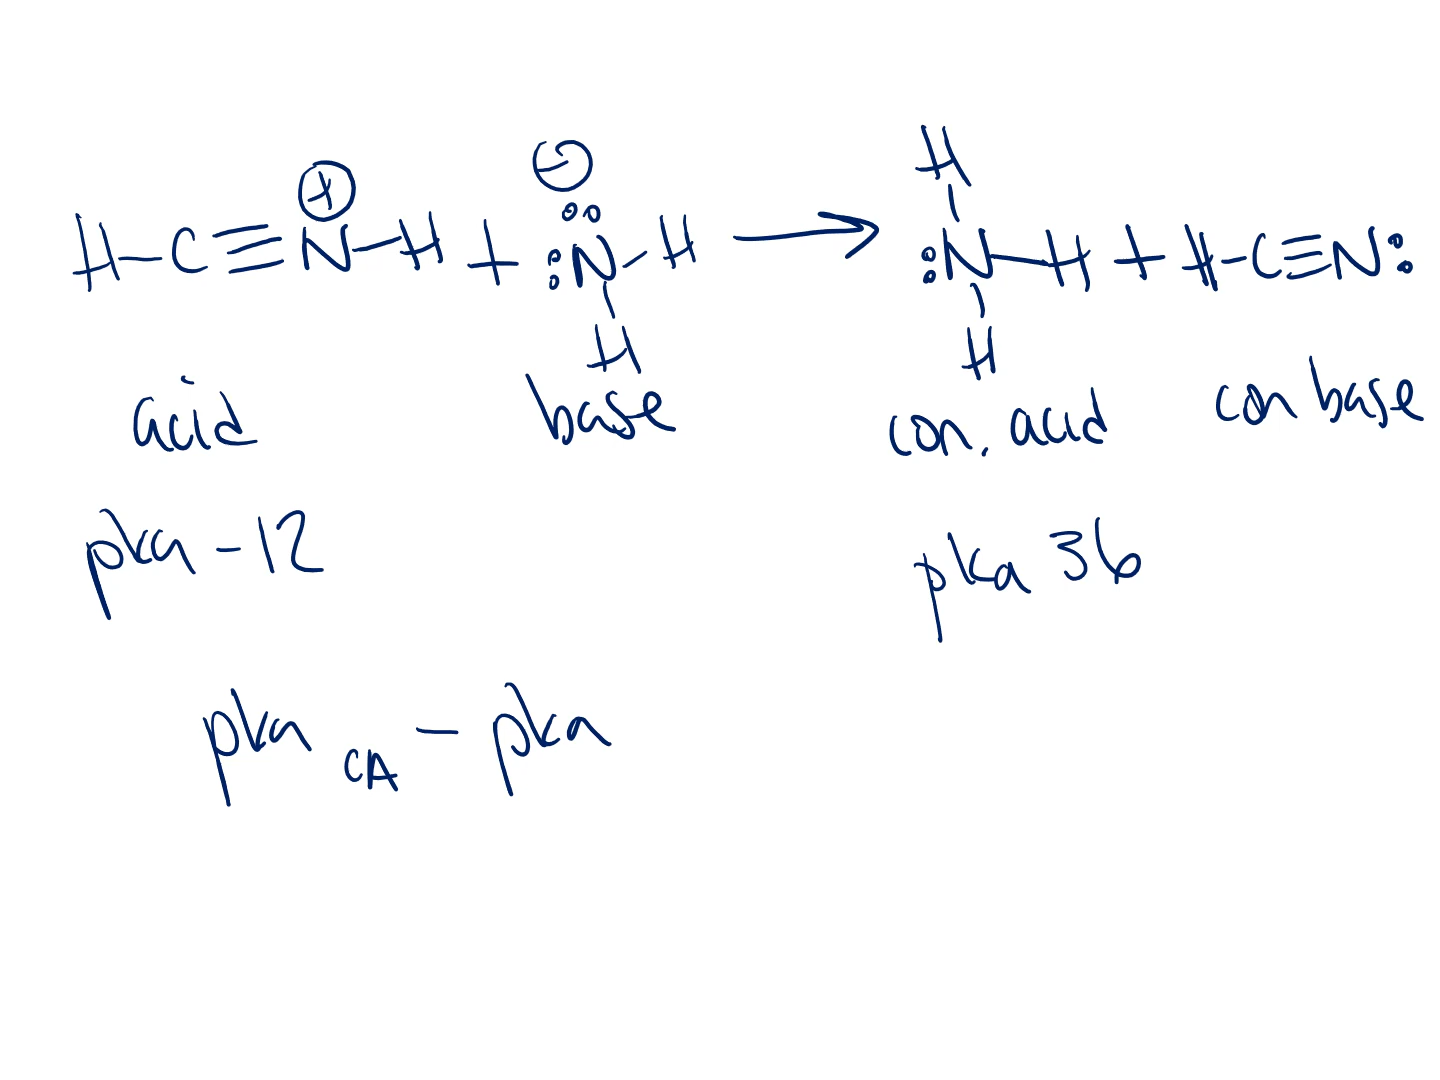 H
⊕ ⊖
H-C≡N-H + :N̈-H → :N-H + H-C≡N:
H H
acid base con. acid con base
pka -12 pka 36
pka CA - pka